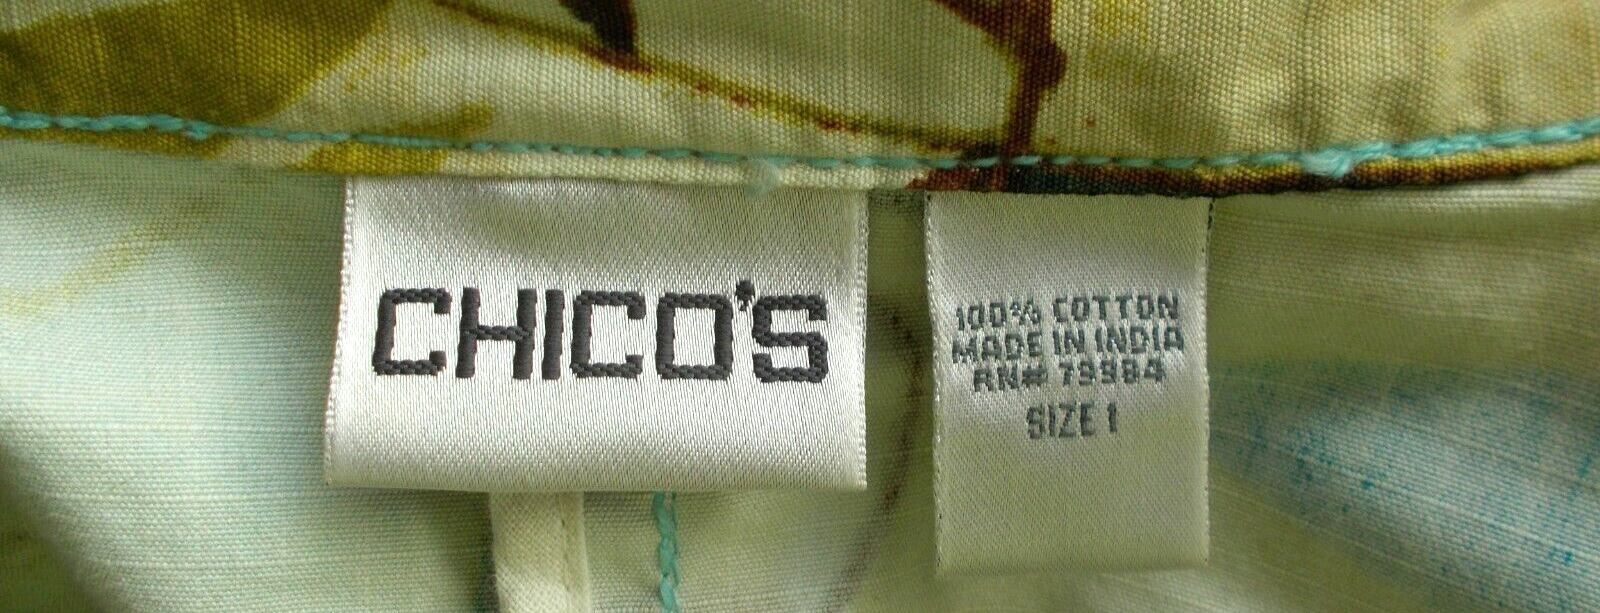 CHICO'S
100% COTTON
MADE IN INDIA
RN# 79984
SIZE 1